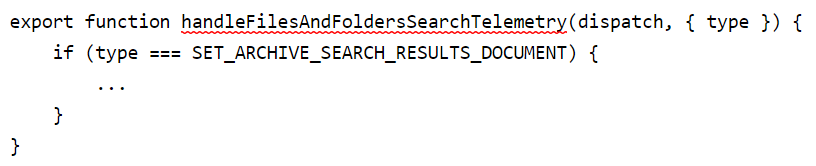 export function handleFilesAndFoldersSearchTelemetry(dispatch, { type }) {
    if (type === SET_ARCHIVE_SEARCH_RESULTS_DOCUMENT) {
        ...
    }
}